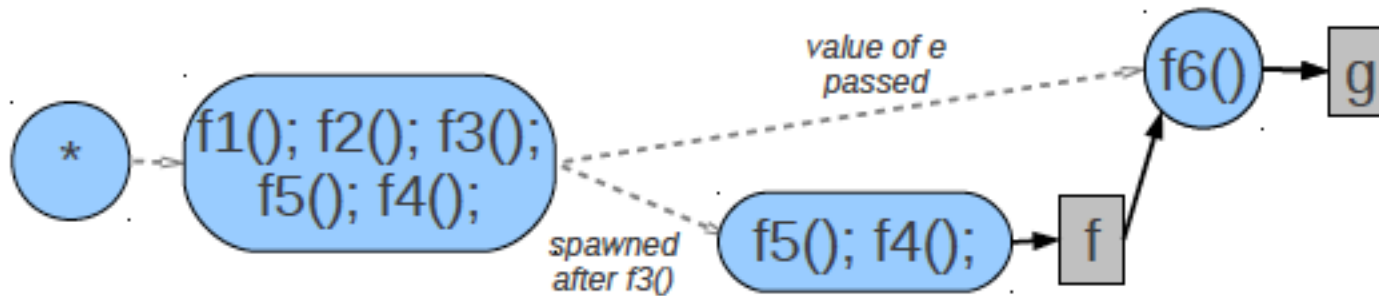 *
f1(); f2(); f3();
f5(); f4();
value of e
passed
spawned
after f3()
f5(); f4();
f
f6()
g